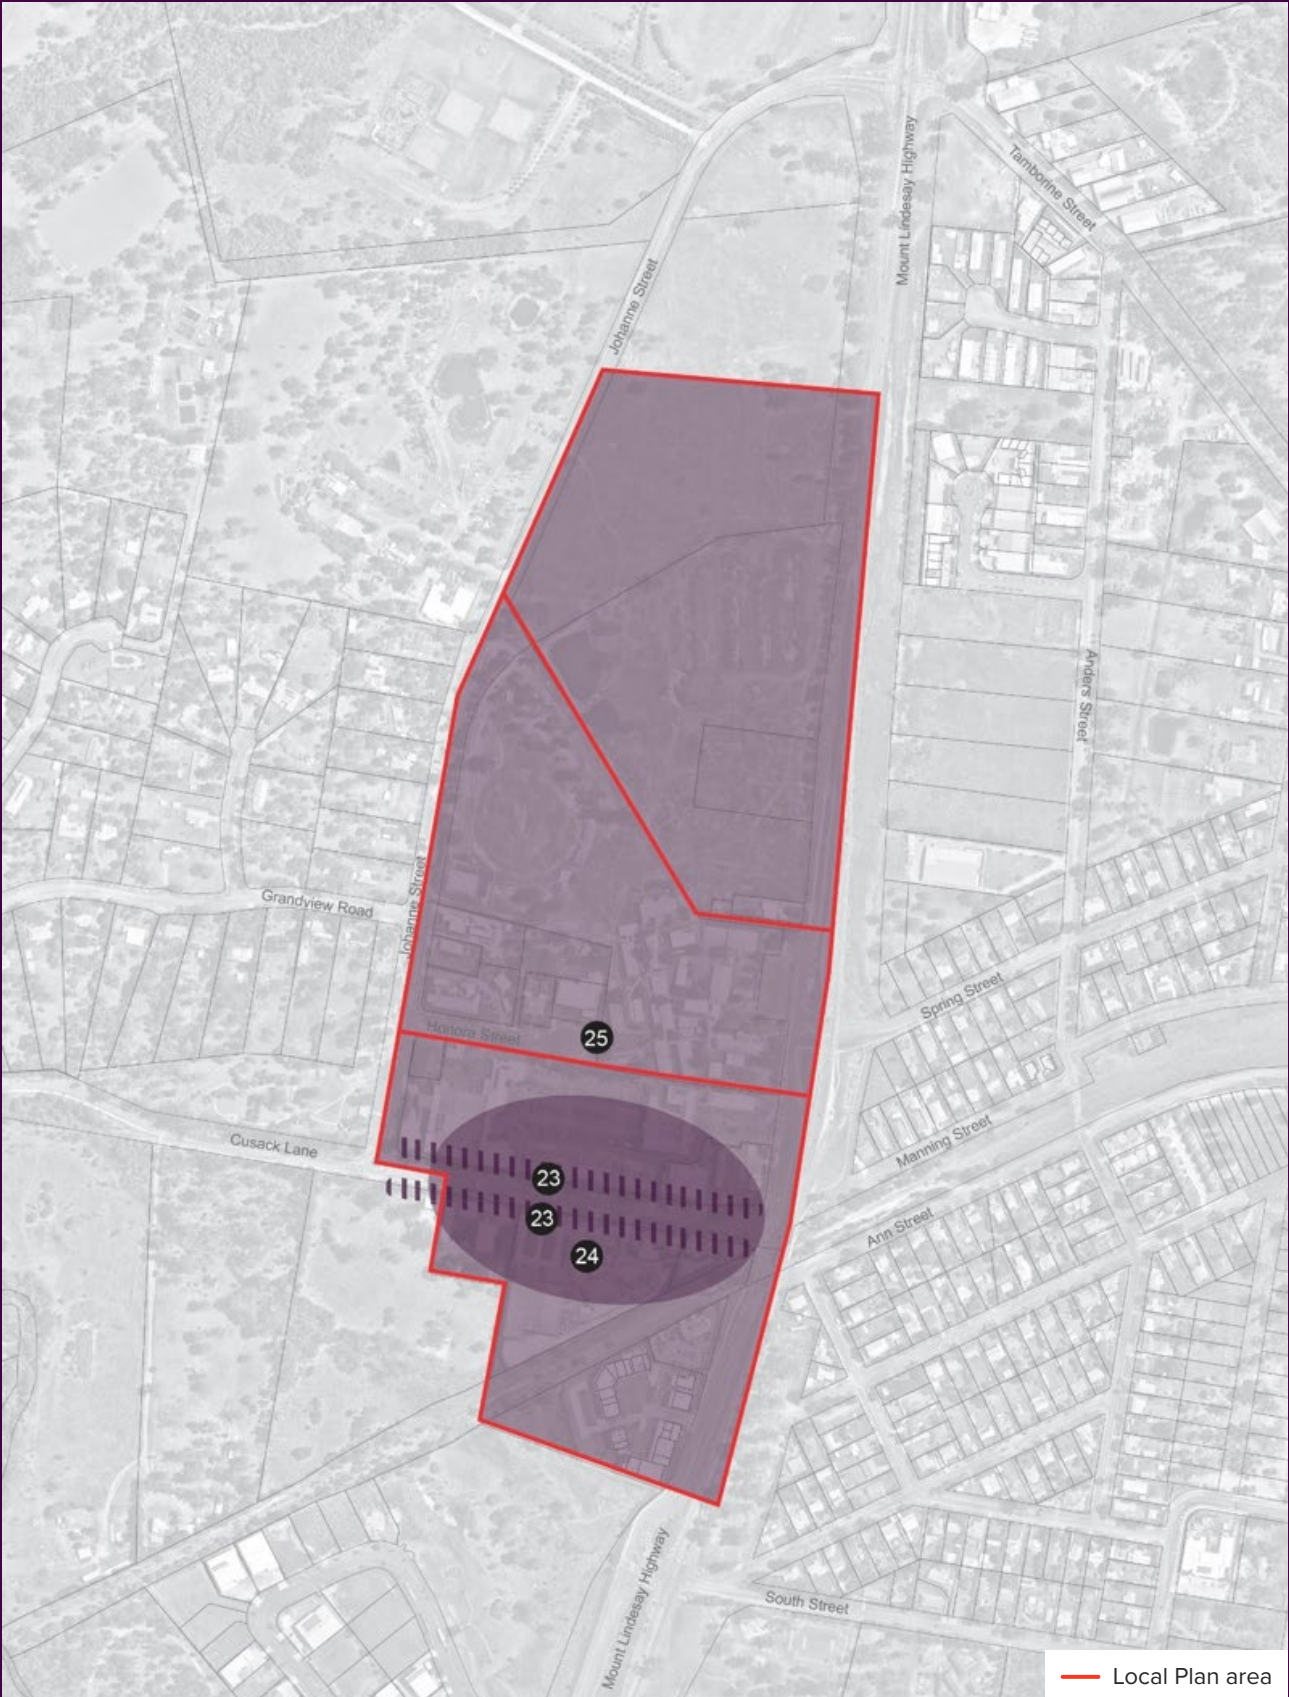 Tamborine Street
Mount Lindesay Highway
Johanne Street
Anders Street
Grandview Road
Johanne Street
Spring Street
Honora Street
25
Manning Street
Cusack Lane
23
23
Ann Street
24
Mount Lindesay Highway
South Street
Local Plan area